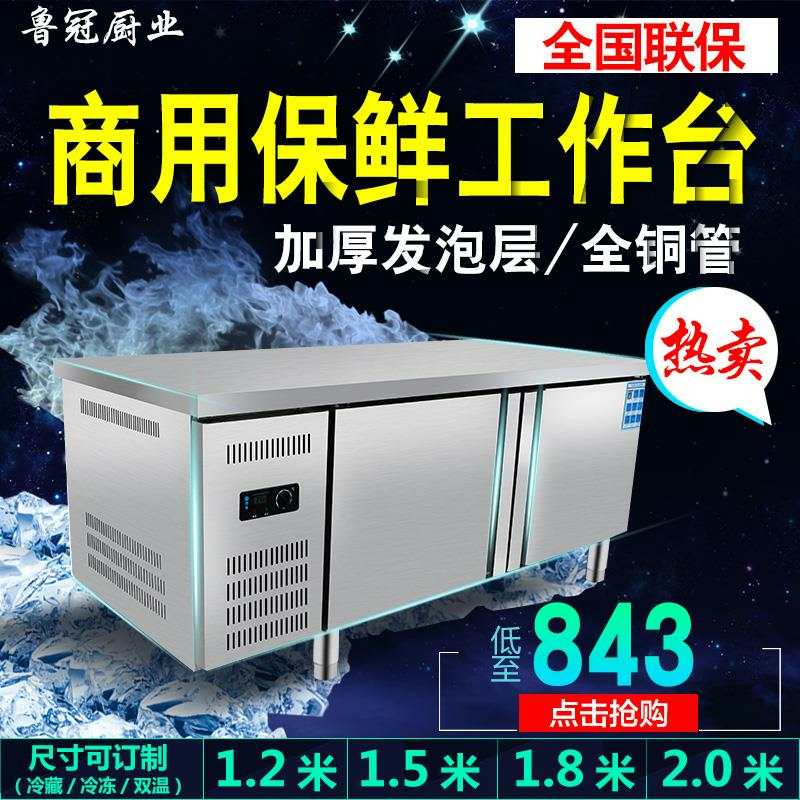 鲁冠厨业
全国联保
商用保鲜工作台
加厚发泡层/全铜管
热卖
低至 843
点击抢购
尺寸可订制
(冷藏/冷冻/双温)
1.2 米 1.5 米 1.8 米 2.0 米